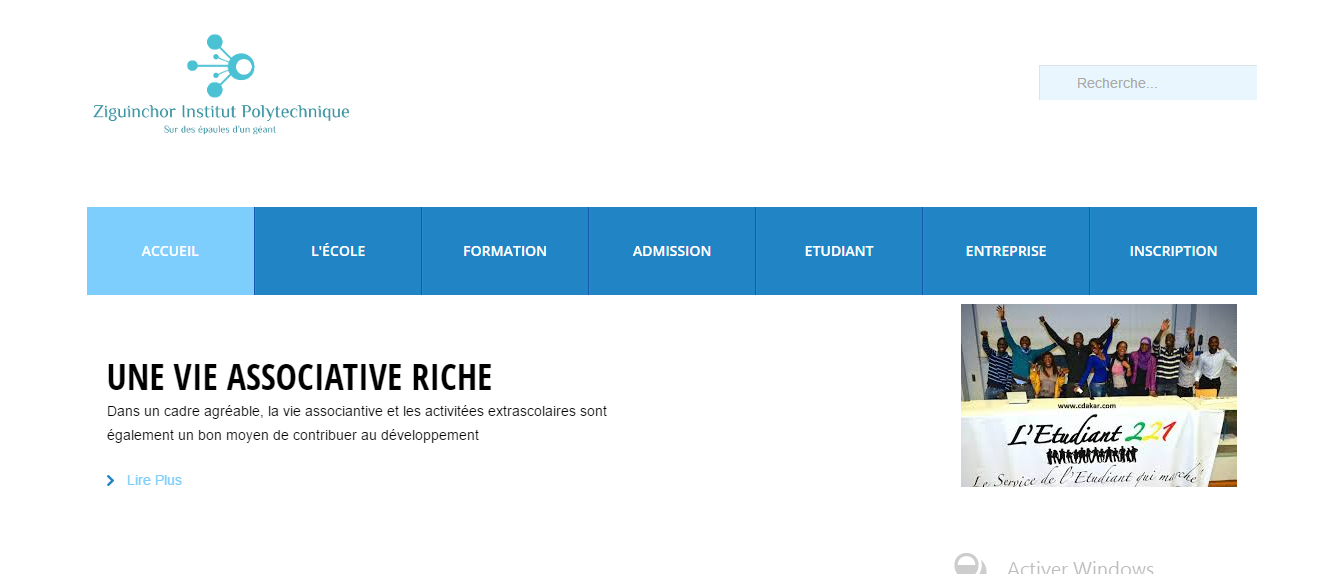 Ziguinchor Institut Polytechnique
Sur des épaules d'un géant
Recherche...
ACCUEIL
L'ÉCOLE
FORMATION
ADMISSION
ETUDIANT
ENTREPRISE
INSCRIPTION
UNE VIE ASSOCIATIVE RICHE
Dans un cadre agréable, la vie associantive et les activitées extrascolaires sont
également un bon moyen de contribuer au développement
Lire Plus
www.cdakar.com
L'Etudiant 221
Le Service de l'Etudiant qui marche
Activer Windows